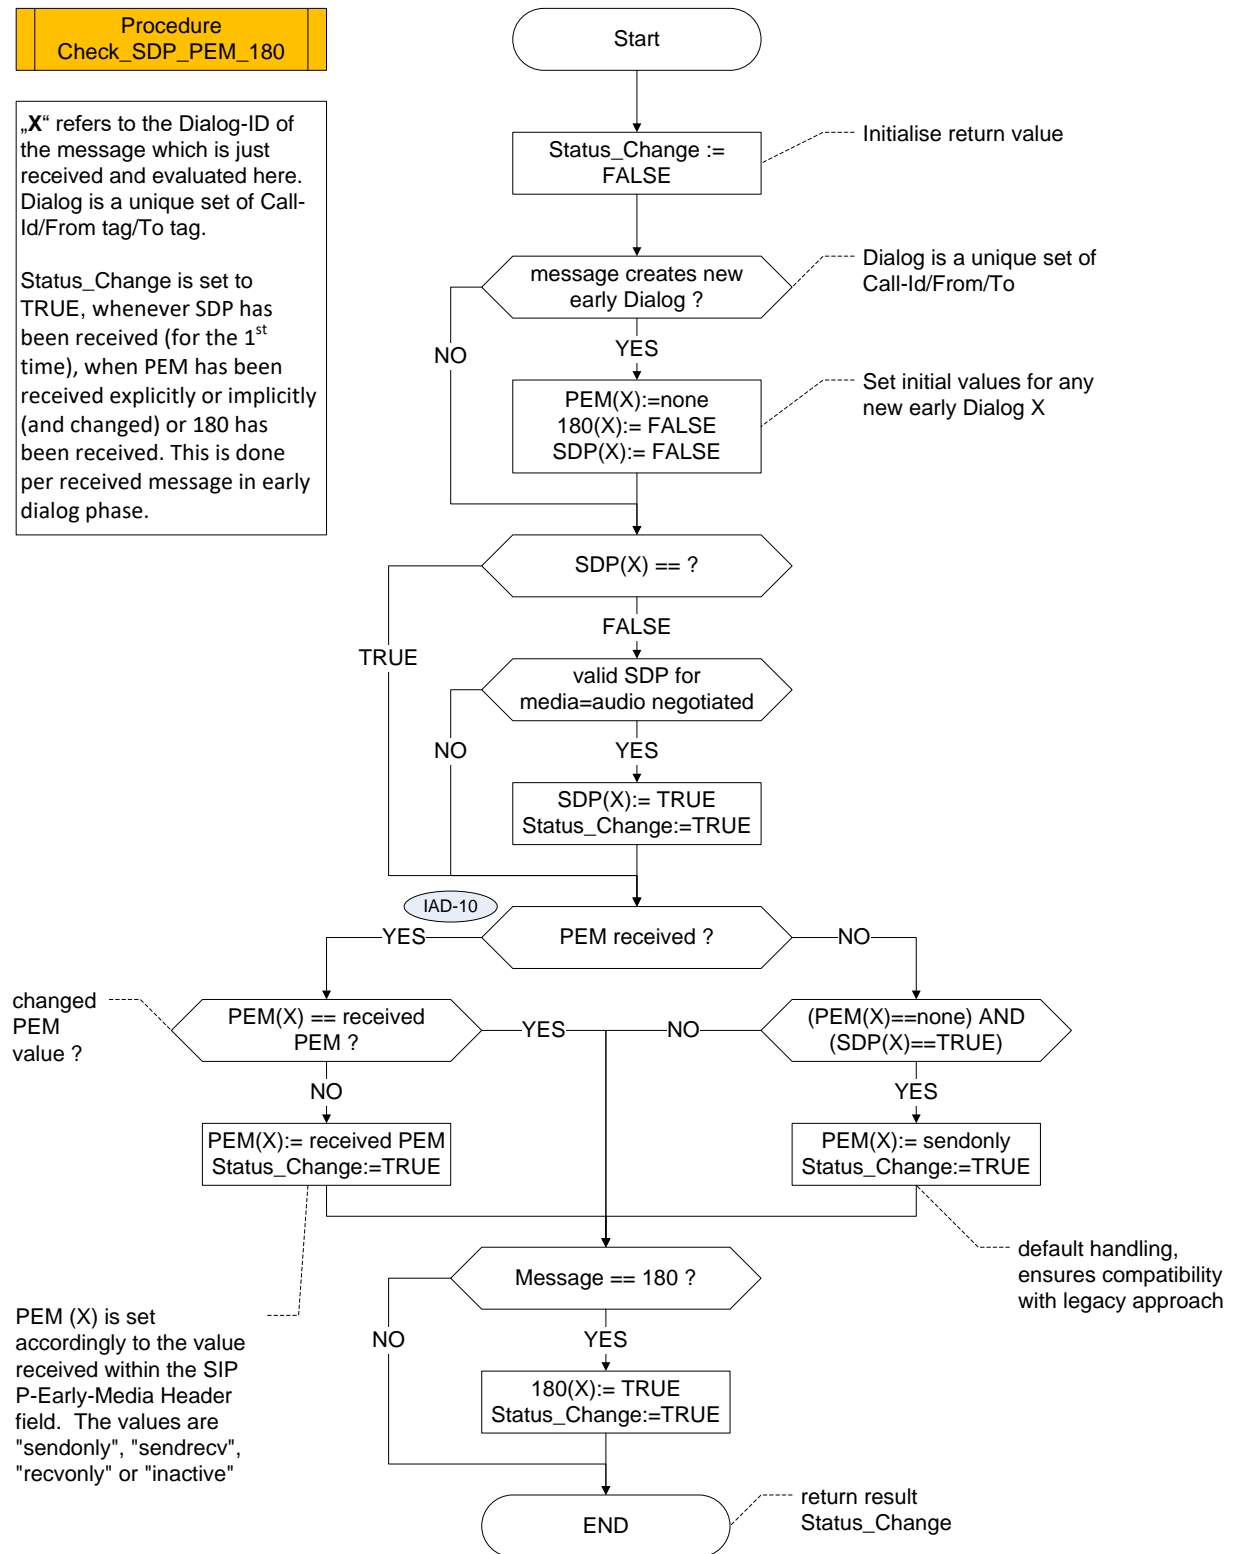 Procedure
Check_SDP_PEM_180
„X“ refers to the Dialog-ID of
the message which is just
received and evaluated here.
Dialog is a unique set of Call-
Id/From tag/To tag.
Status_Change is set to
TRUE, whenever SDP has
been received (for the 1st
time), when PEM has been
received explicitly or implicitly
(and changed) or 180 has
been received. This is done
per received message in early
dialog phase.
Start
Status_Change :=
FALSE
Initialise return value
message creates new
early Dialog ?
Dialog is a unique set of
Call-Id/From/To
NO
YES
PEM(X):=none
180(X):= FALSE
SDP(X):= FALSE
Set initial values for any
new early Dialog X
SDP(X) == ?
FALSE
TRUE
valid SDP for
media=audio negotiated
NO
YES
SDP(X):= TRUE
Status_Change:=TRUE
IAD-10
PEM received ?
YES
NO
changed
PEM
value ?
PEM(X) == received
PEM ?
YES
NO
(PEM(X)==none) AND
(SDP(X)==TRUE)
NO
YES
PEM(X):= received PEM
Status_Change:=TRUE
PEM(X):= sendonly
Status_Change:=TRUE
default handling,
ensures compatibility
with legacy approach
Message == 180 ?
PEM (X) is set
accordingly to the value
received within the SIP
P-Early-Media Header
field.  The values are
"sendonly", "sendrecv",
"recvonly" or "inactive"
NO
YES
180(X):= TRUE
Status_Change:=TRUE
END
return result
Status_Change